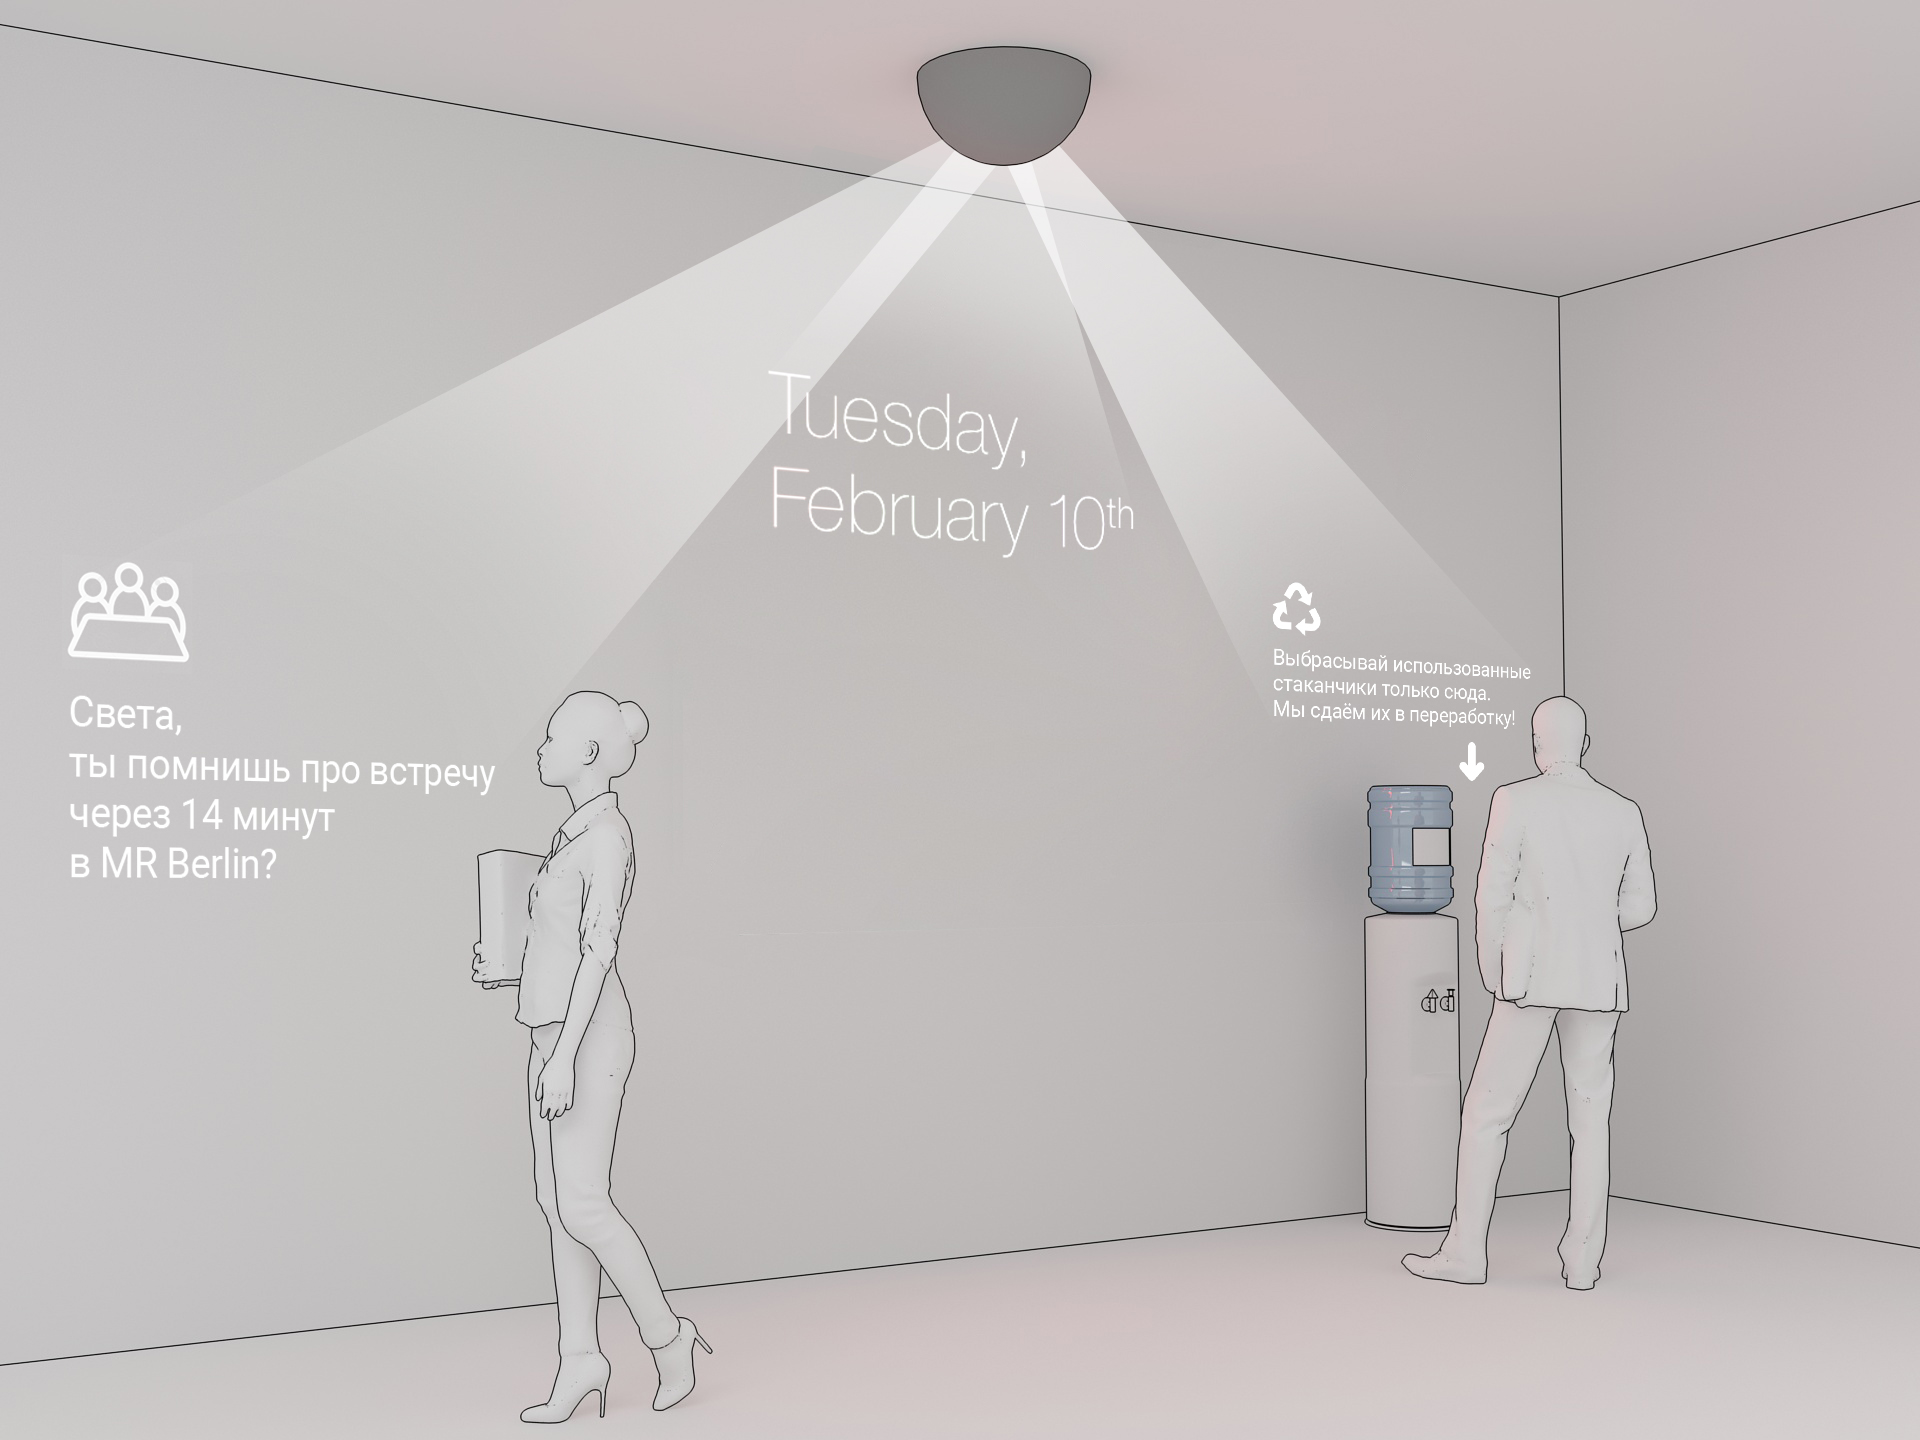 Tuesday,
February 10th
Света,
ты помнишь про встречу
через 14 минут
в MR Berlin?
Выбрасывай использованные
стаканчики только сюда.
Мы сдаём их в переработку!